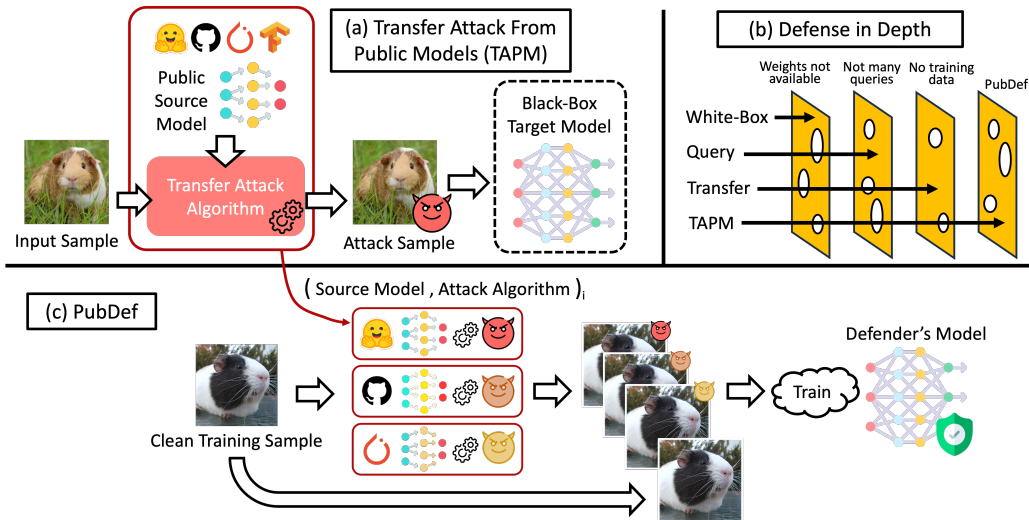 (a) Transfer Attack From
Public Models (TAPM)
Public
Source
Model
Transfer Attack
Algorithm
Input Sample
Attack Sample
Black-Box
Target Model
(b) Defense in Depth
Weights not
available
Not many
queries
No training
data
PubDef
White-Box
Query
Transfer
TAPM
(c) PubDef
( Source Model , Attack Algorithm )i
Clean Training Sample
Train
Defender's Model